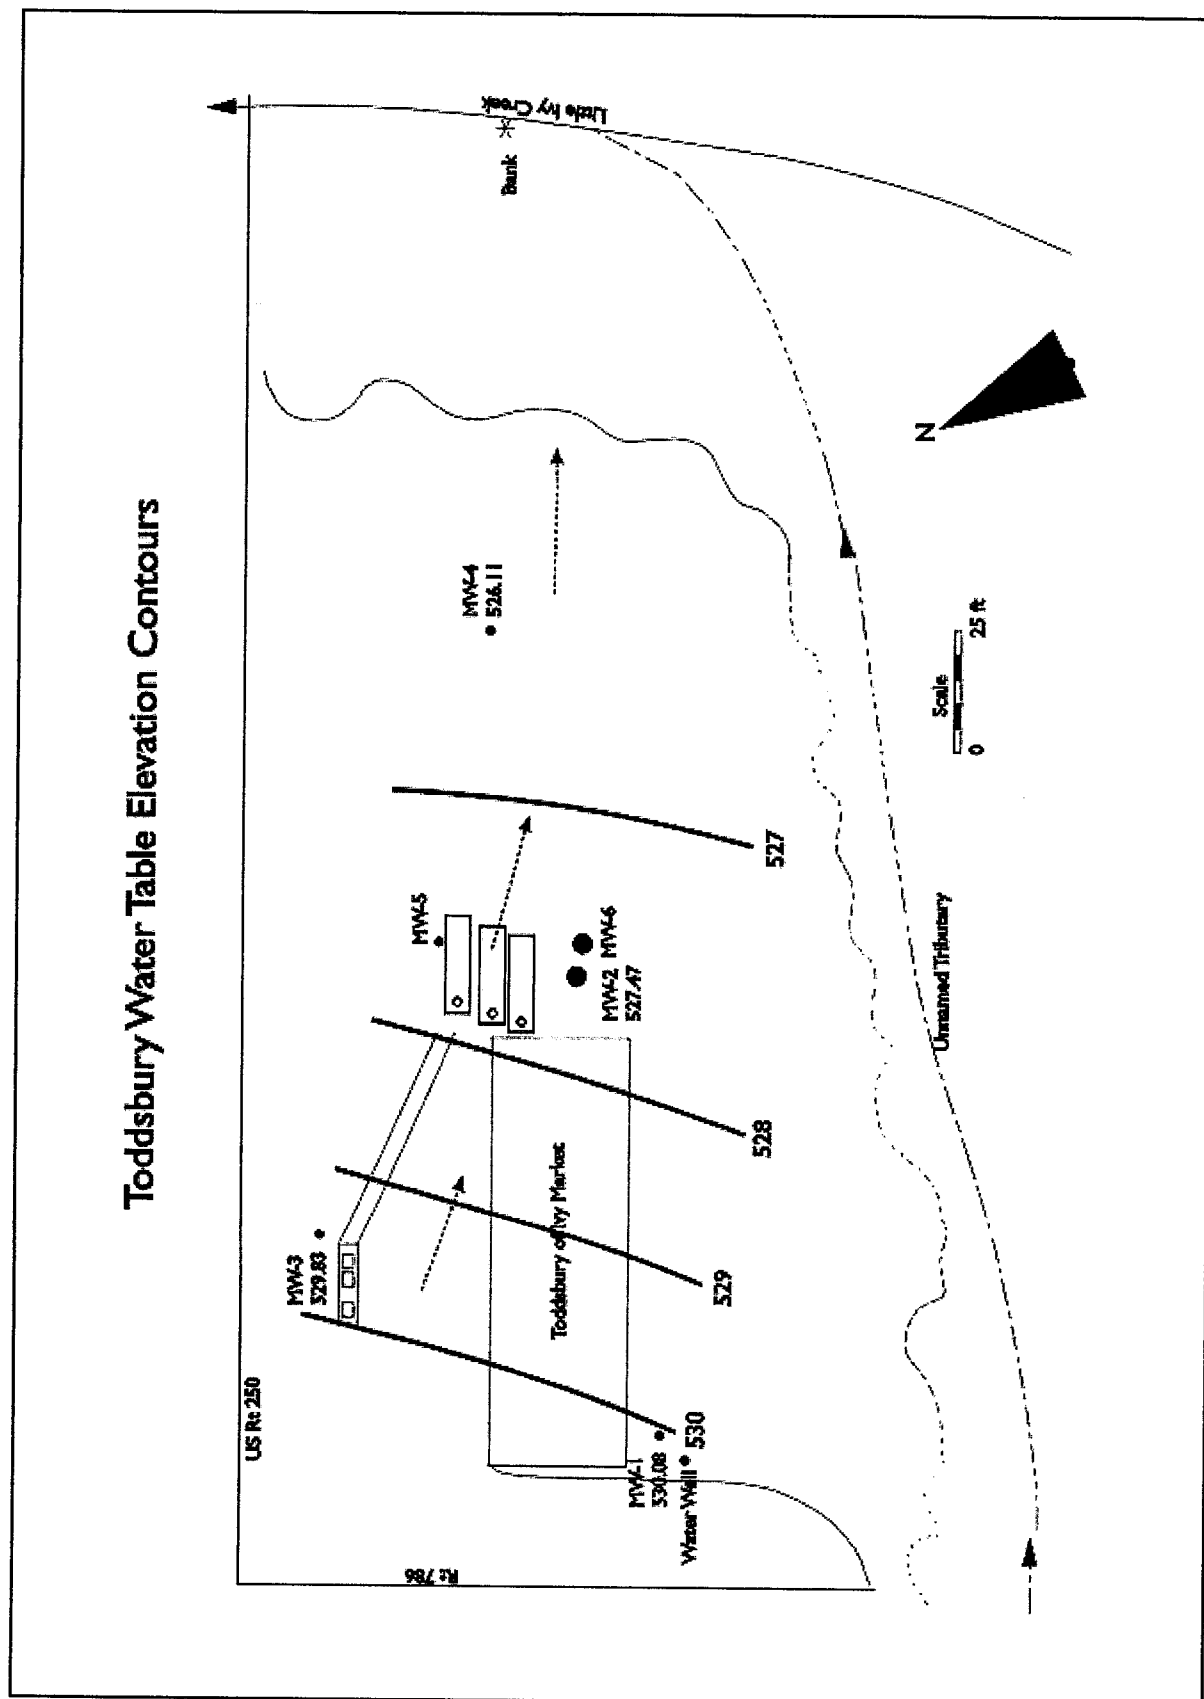 Toddsbury Water Table Elevation Contours
US Rt 250
Rt 786
MW-3
529.83
MW-1
530.08
Water Well
530
529
528
527
Toddsbury of Ivy Market
MW-5
MW-2 MW-6
527.47
MW-4
526.11
Bank
Little Ivy Creek
Unnamed Tributary
N
Scale
0 25 ft